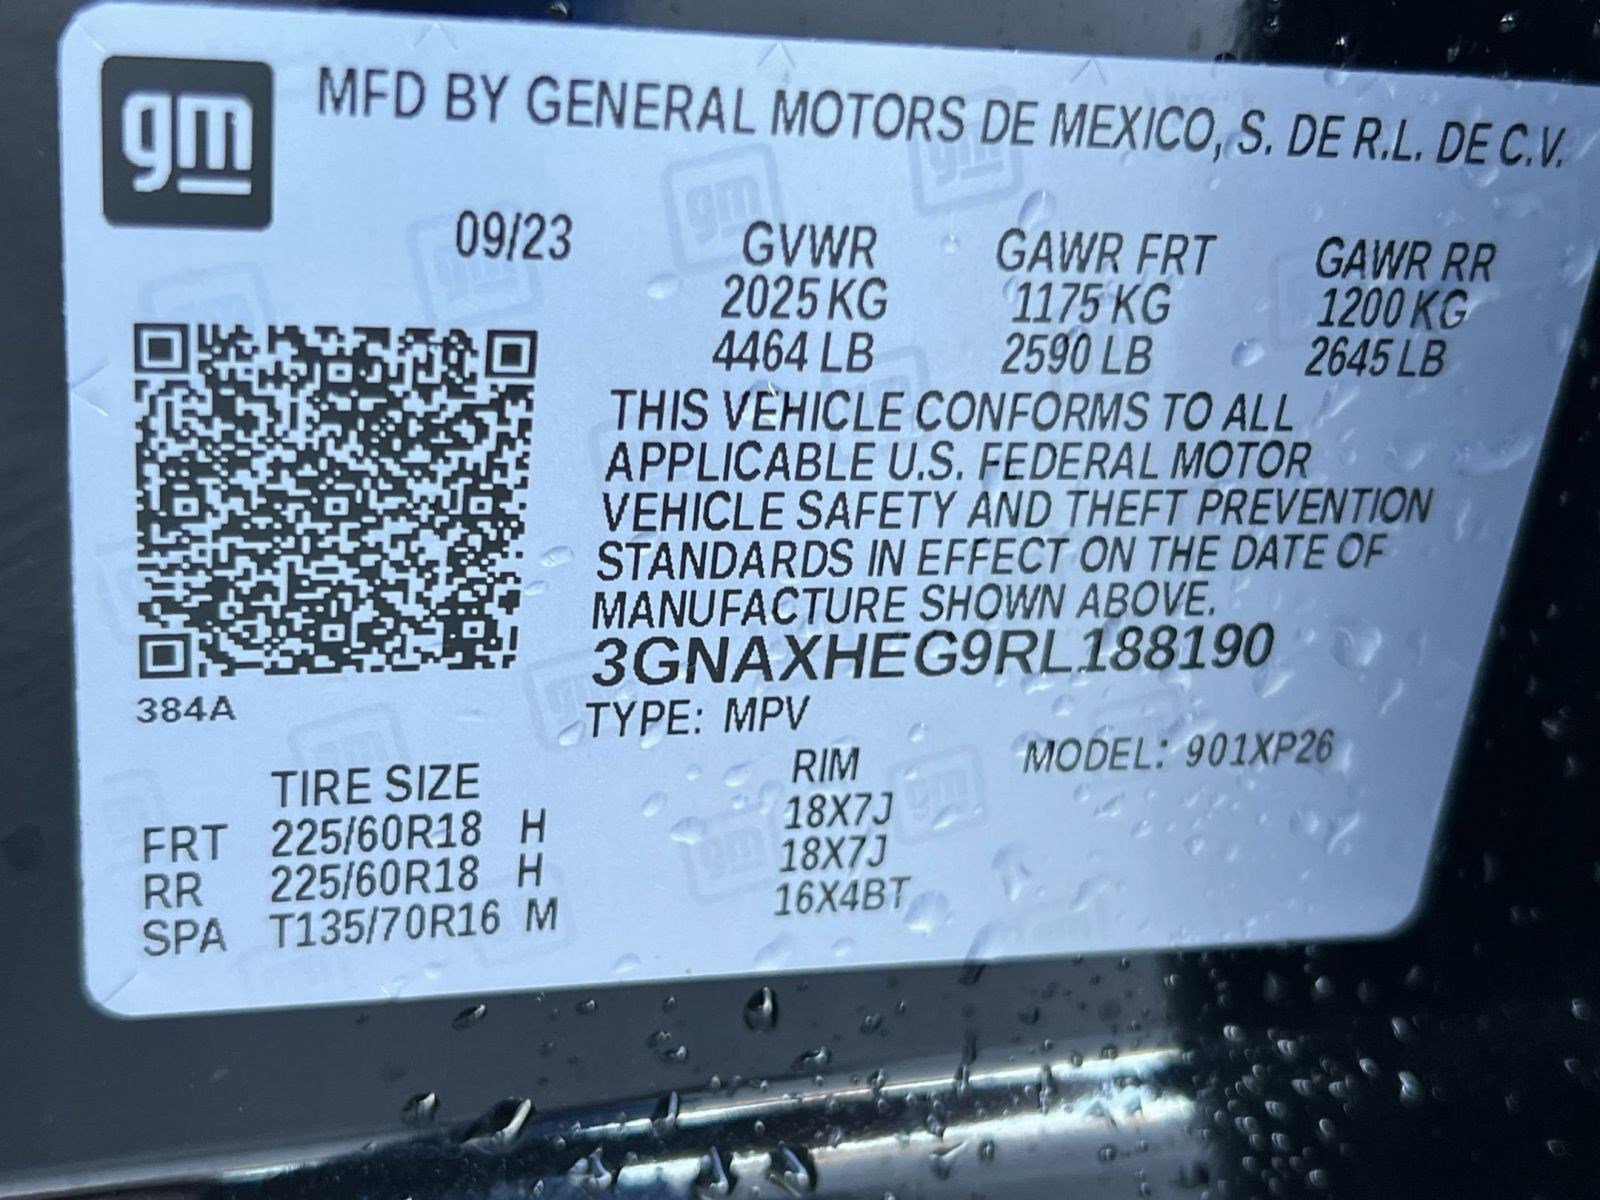 gm
MFD BY GENERAL MOTORS DE MEXICO, S. DE R.L. DE C.V.
09/23 GVWR GAWR FRT GAWR RR
2025 KG 1175 KG 1200 KG
4464 LB 2590 LB 2645 LB
THIS VEHICLE CONFORMS TO ALL
APPLICABLE U.S. FEDERAL MOTOR
VEHICLE SAFETY AND THEFT PREVENTION
STANDARDS IN EFFECT ON THE DATE OF
MANUFACTURE SHOWN ABOVE.
3GNAXHEG9RL188190
384A
TYPE: MPV MODEL: 901XP26
TIRE SIZE RIM
FRT 225/60R18 H 18X7J
RR 225/60R18 H 18X7J
SPA T135/70R16 M 16X4BT